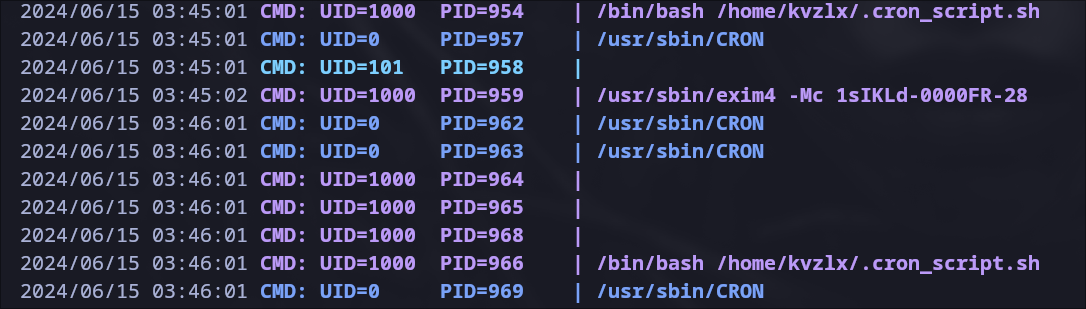 2024/06/15 03:45:01 CMD: UID=1000  PID=954    | /bin/bash /home/kvzlx/.cron_script.sh
2024/06/15 03:45:01 CMD: UID=0     PID=957    | /usr/sbin/CRON
2024/06/15 03:45:01 CMD: UID=101   PID=958    |
2024/06/15 03:45:02 CMD: UID=1000  PID=959    | /usr/sbin/exim4 -Mc 1sIKLd-0000FR-28
2024/06/15 03:46:01 CMD: UID=0     PID=962    | /usr/sbin/CRON
2024/06/15 03:46:01 CMD: UID=0     PID=963    | /usr/sbin/CRON
2024/06/15 03:46:01 CMD: UID=1000  PID=964    |
2024/06/15 03:46:01 CMD: UID=1000  PID=965    |
2024/06/15 03:46:01 CMD: UID=1000  PID=968    |
2024/06/15 03:46:01 CMD: UID=1000  PID=966    | /bin/bash /home/kvzlx/.cron_script.sh
2024/06/15 03:46:01 CMD: UID=0     PID=969    | /usr/sbin/CRON